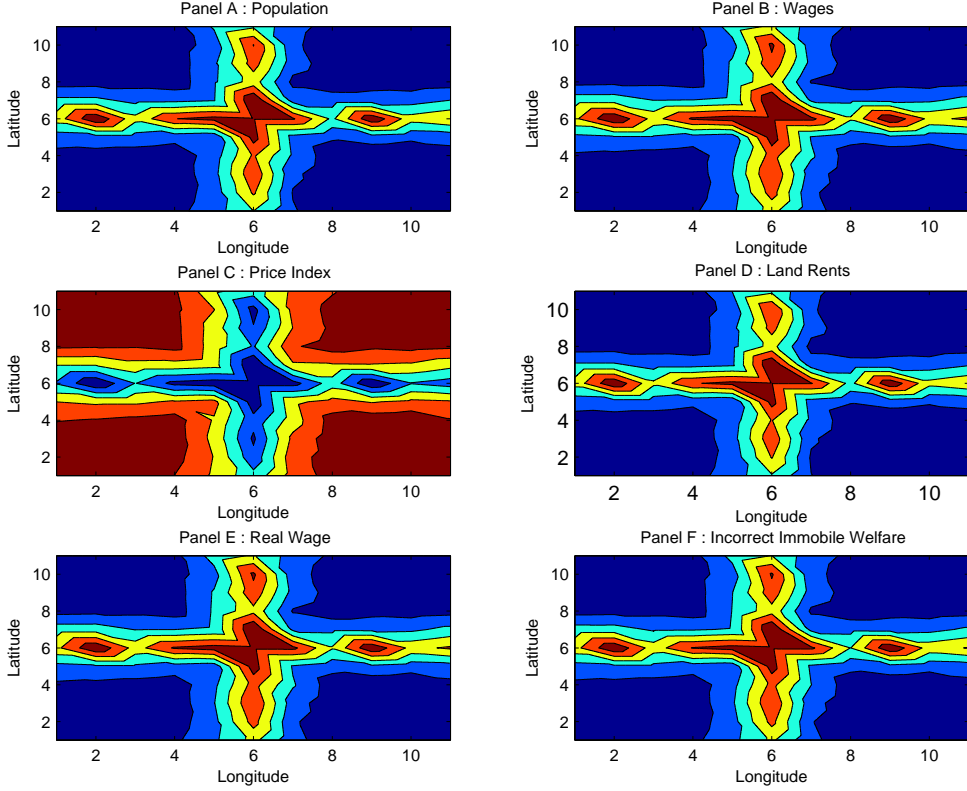 Panel A : Population
10
8
6
4
2
Latitude
2 4 6 8 10
Longitude
Panel B : Wages
10
8
6
4
2
Latitude
2 4 6 8 10
Longitude
Panel C : Price Index
10
8
6
4
2
Latitude
2 4 6 8 10
Longitude
Panel D : Land Rents
10
8
6
4
2
Latitude
2 4 6 8 10
Longitude
Panel E : Real Wage
10
8
6
4
2
Latitude
2 4 6 8 10
Longitude
Panel F : Incorrect Immobile Welfare
10
8
6
4
2
Latitude
2 4 6 8 10
Longitude